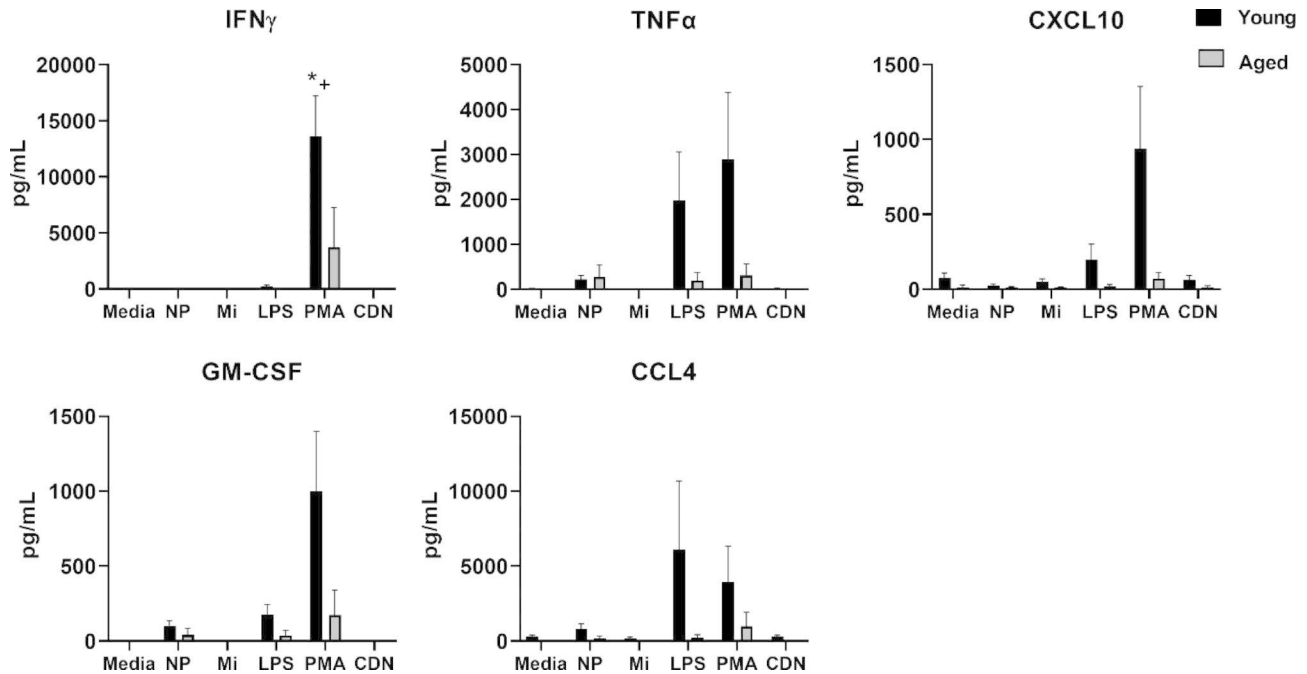 IFNγ
TNFα
CXCL10
Young
Aged
20000
15000
10000
5000
0
pg/mL
* +
Media NP Mi LPS PMA CDN
5000
4000
3000
2000
1000
0
pg/mL
Media NP Mi LPS PMA CDN
1500
1000
500
0
pg/mL
Media NP Mi LPS PMA CDN
GM-CSF
CCL4
1500
1000
500
0
pg/mL
Media NP Mi LPS PMA CDN
15000
10000
5000
0
pg/mL
Media NP Mi LPS PMA CDN